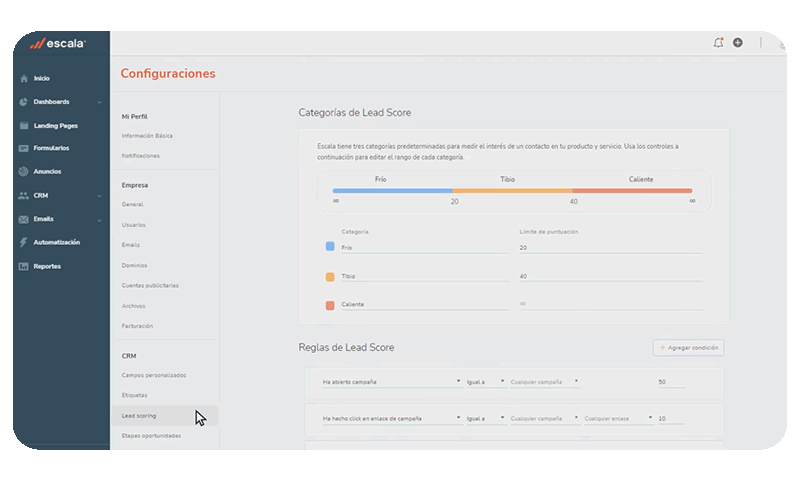 escala™
Inicio
Dashboards
Landing Pages
Formularios
Anuncios
CRM
Emails
Automatización
Reportes
Configuraciones
Mi Perfil
Información Básica
Notificaciones
Empresa
General
Usuarios
Emails
Dominios
Cuentas publicitarias
Archivos
Facturación
CRM
Campos personalizados
Etiquetas
Lead scoring
Etapas oportunidades
Categorías de Lead Score
Escala tiene tres categorías predeterminadas para medir el interés de un contacto en tu producto y servicio. Usa los controles a
continuación para editar el rango de cada categoría.
Frío Tibio Caliente
∞ 20 40 ∞
Categoría Límite de puntuación
Frío 20
Tibio 40
Caliente ∞
Reglas de Lead Score + Agregar condición
Ha abierto campaña Igual a Cualquier campaña 50
Ha hecho click en enlace de campaña Igual a Cualquier campaña Cualquier enlace 10